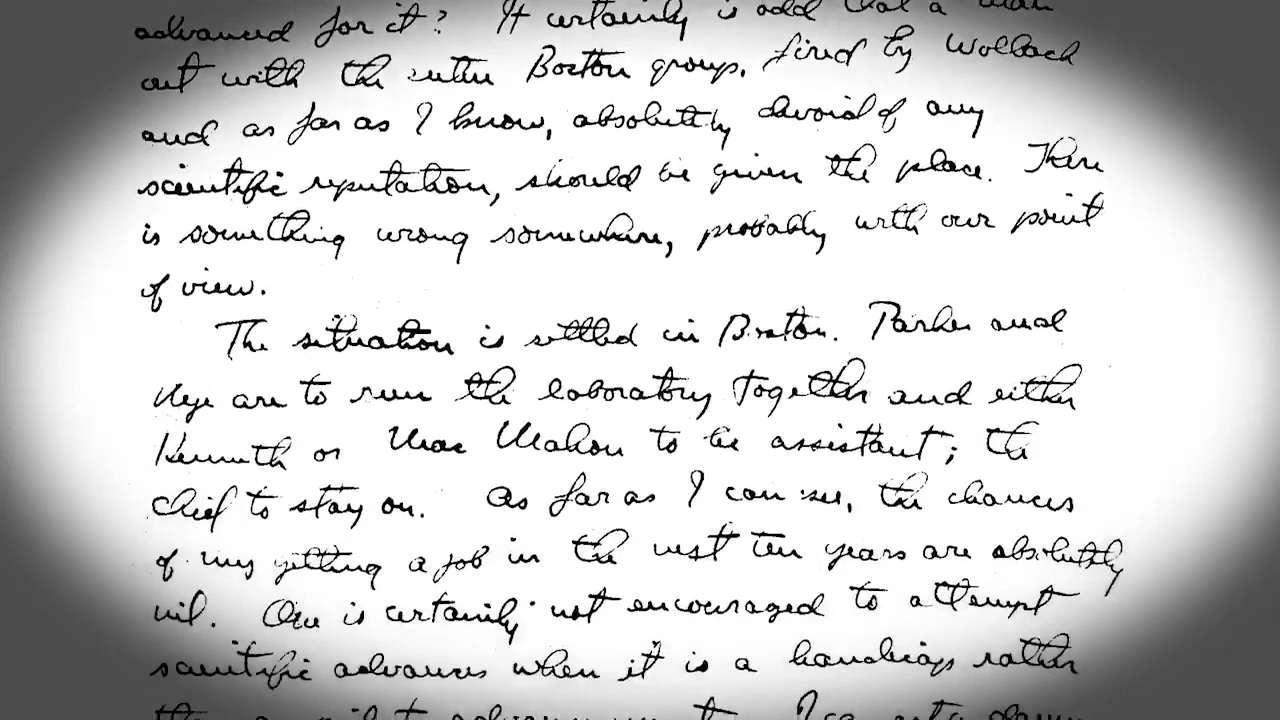 advanced for it? It certainly is odd that a man
out with the entire Boston group, fired by Wolbach
and as far as I know, absolutely devoid of any
scientific reputation, should be given the place. There
is something wrong somewhere, probably with our point
of view.
The situation is settled in Boston. Parker and
Nye are to run the laboratory together and either
Kenneth or MacMahon to be assistant; the
chief to stay on. As far as I can see, the chances
of my getting a job in the next ten years are absolutely
nil. One is certainly not encouraged to attempt
scientific advances when it is a handicap rather